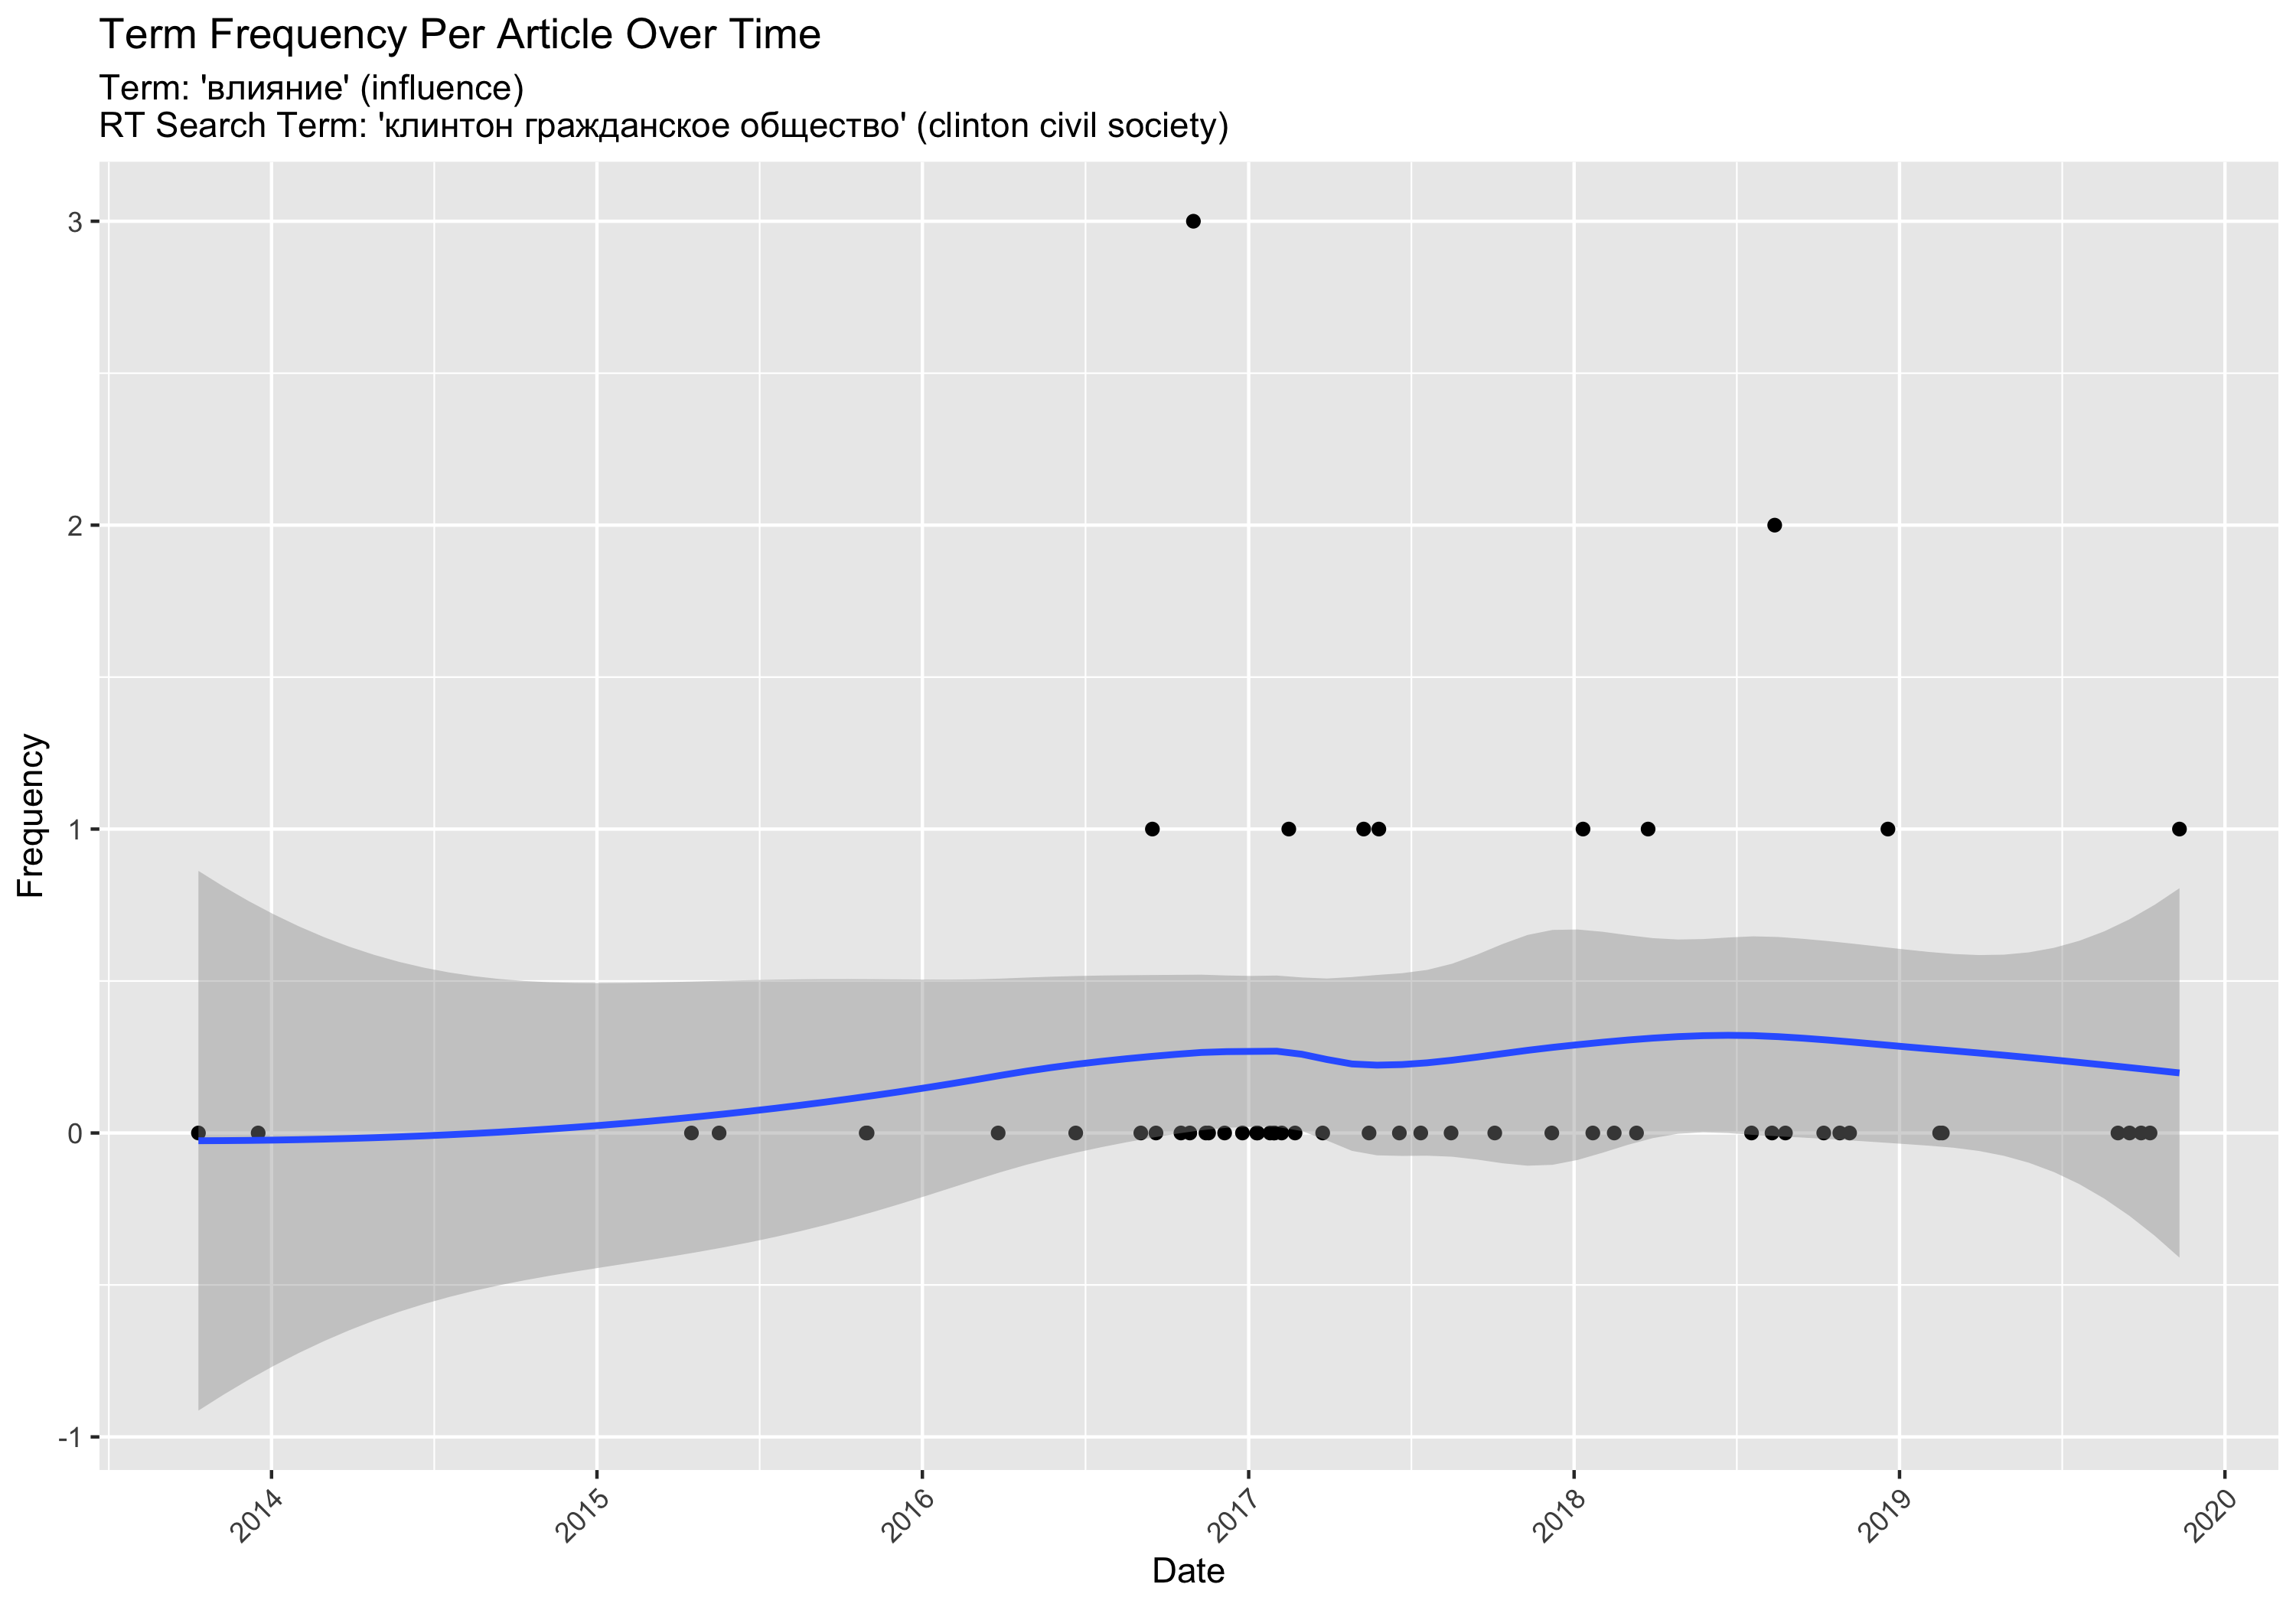 Term Frequency Per Article Over Time
Term: 'влияние' (influence)
RT Search Term: 'клинтон гражданское общество' (clinton civil society)
3
2
1
0
-1
Frequency
2014
2015
2016
2017
2018
2019
2020
Date